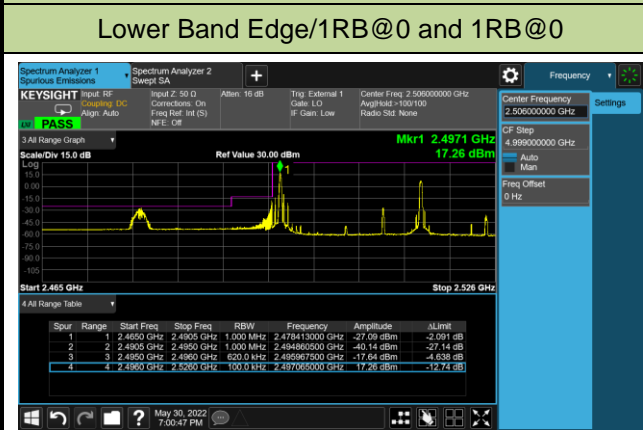 Lower Band Edge/1RB@0 and 1RB@0
Spectrum Analyzer 1
Spurious Emissions
Spectrum Analyzer 2
Swept SA
+
Frequency
KEYSIGHT
Input: RF
Coupling: DC
Align: Auto
Input Z: 50 Ω
Corrections: On
Freq Ref: Int (S)
NFE: Off
Atten: 16 dB
Trig: External 1
Gate: LO
IF Gain: Low
Center Freq: 2.506000000 GHz
Avg|Hold:>100/100
Radio Std: None
PASS
Center Frequency
2.506000000 GHz
Settings
CF Step
4.999000000 GHz
Auto
Man
Freq Offset
0 Hz
3 All Range Graph
Mkr1 2.4971 GHz
Scale/Div 15.0 dB
Ref Value 30.00 dBm
17.26 dBm
Log
1
15.0
0.00
-15.0
-30.0
-45.0
-60.0
-75.0
-90.0
-105
Start 2.465 GHz
Stop 2.526 GHz
4 All Range Table
Spur Range Start Freq Stop Freq RBW Frequency Amplitude ΔLimit
1 1 2.4650 GHz 2.4905 GHz 1.000 MHz 2.478413000 GHz -27.09 dBm -2.091 dB
2 2 2.4905 GHz 2.4950 GHz 1.000 MHz 2.494860500 GHz -40.14 dBm -27.14 dB
3 3 2.4950 GHz 2.4960 GHz 620.0 kHz 2.495967500 GHz -17.64 dBm -4.638 dB
4 4 2.4960 GHz 2.5260 GHz 100.0 kHz 2.497065000 GHz 17.26 dBm -12.74 dB
?
May 30, 2022
7:00:47 PM